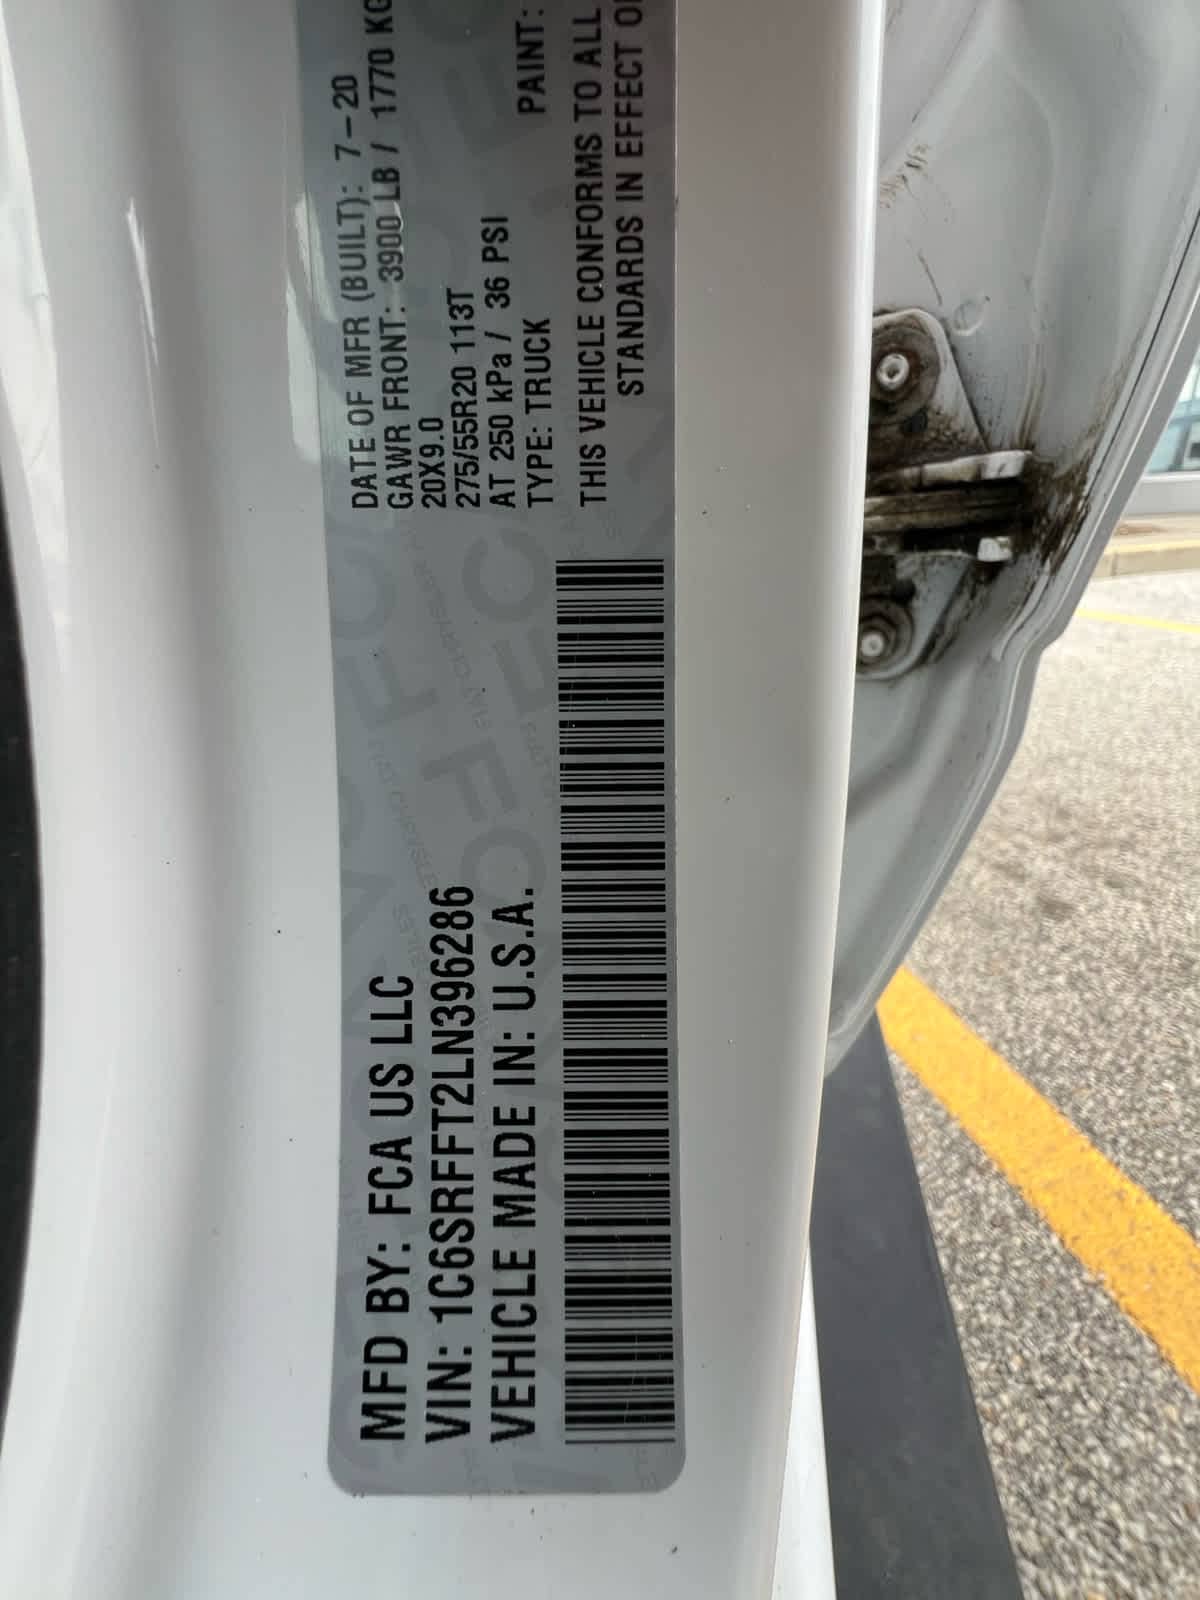 MFD BY: FCA US LLC
VIN: 1C6SRFFT2LN396286
VEHICLE MADE IN: U.S.A.
DATE OF MFR (BUILT): 7-20
GAWR FRONT: 3900 LB / 1770 KG
20X9.0
275/55R20 113T
AT 250 kPa / 36 PSI
TYPE: TRUCK
PAINT:
THIS VEHICLE CONFORMS TO ALL
STANDARDS IN EFFECT